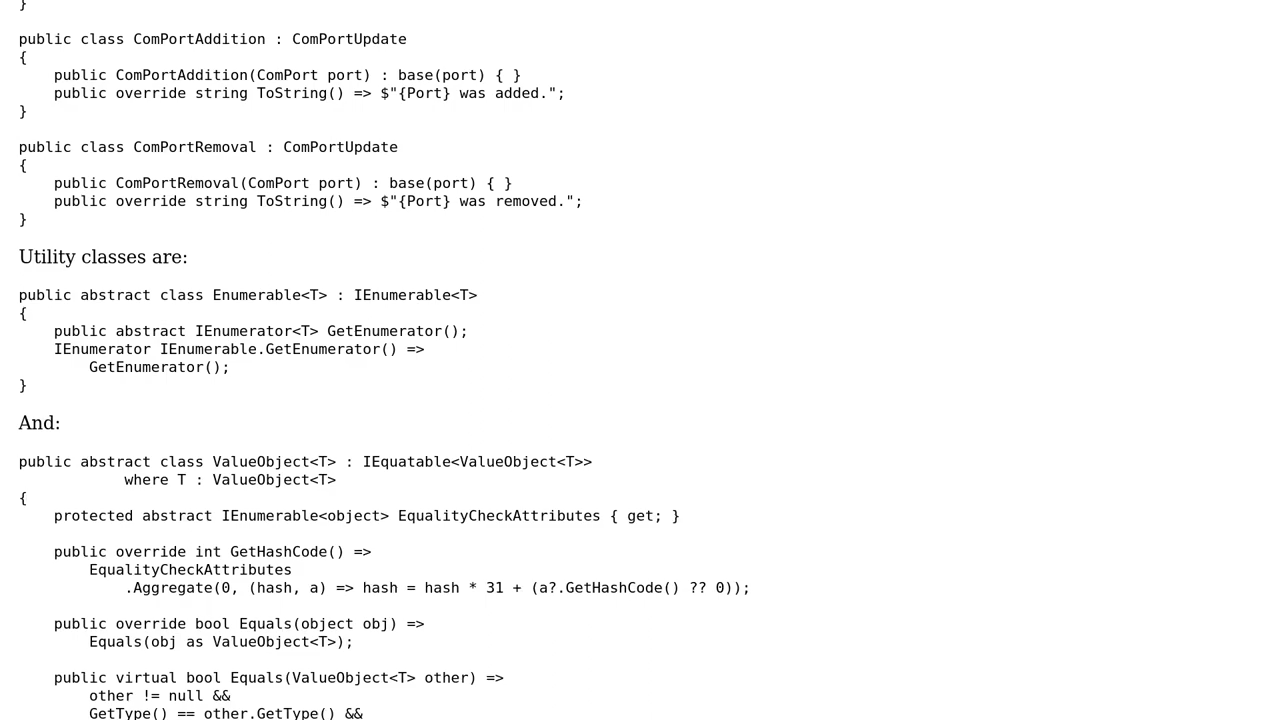 }
public class ComPortAddition : ComPortUpdate
{
    public ComPortAddition(ComPort port) : base(port) { }
    public override string ToString() => $"{Port} was added.";
}
public class ComPortRemoval : ComPortUpdate
{
    public ComPortRemoval(ComPort port) : base(port) { }
    public override string ToString() => $"{Port} was removed.";
}
Utility classes are:
public abstract class Enumerable<T> : IEnumerable<T>
{
    public abstract IEnumerator<T> GetEnumerator();
    IEnumerator IEnumerable.GetEnumerator() =>
        GetEnumerator();
}
And:
public abstract class ValueObject<T> : IEquatable<ValueObject<T>>
            where T : ValueObject<T>
{
    protected abstract IEnumerable<object> EqualityCheckAttributes { get; }
    public override int GetHashCode() =>
        EqualityCheckAttributes
            .Aggregate(0, (hash, a) => hash = hash * 31 + (a?.GetHashCode() ?? 0));
    public override bool Equals(object obj) =>
        Equals(obj as ValueObject<T>);
    public virtual bool Equals(ValueObject<T> other) =>
        other != null &&
        GetType() == other.GetType() &&